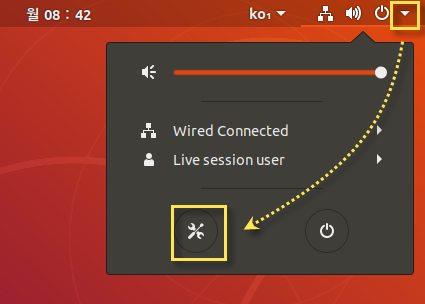 월 08 : 42
ko₁
Wired Connected
Live session user